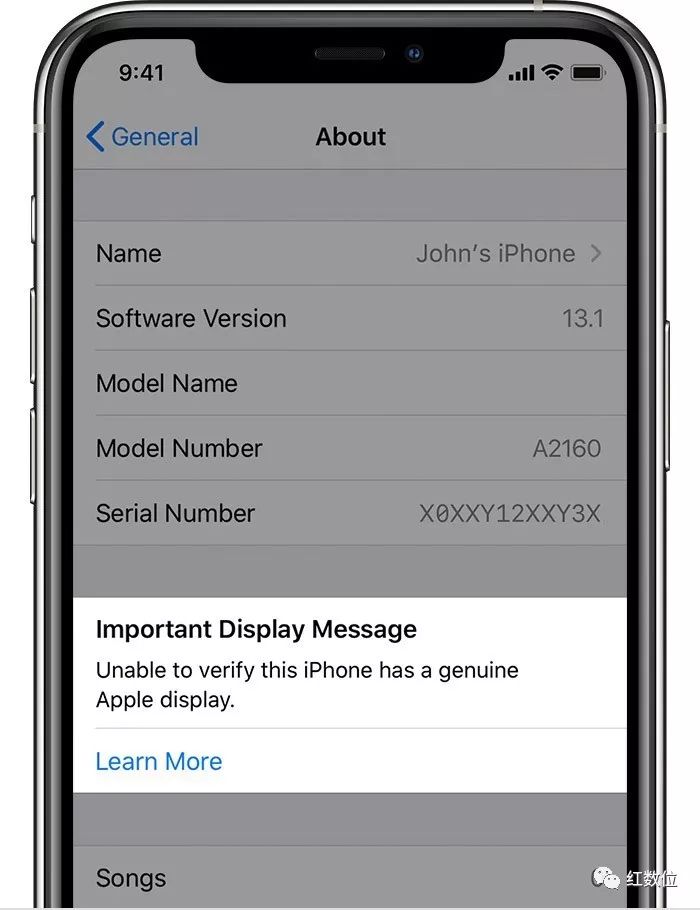 9:41
General
About
Name John's iPhone
Software Version 13.1
Model Name
Model Number A2160
Serial Number X0XXY12XXY3X
Important Display Message
Unable to verify this iPhone has a genuine
Apple display.
Learn More
Songs
红数位